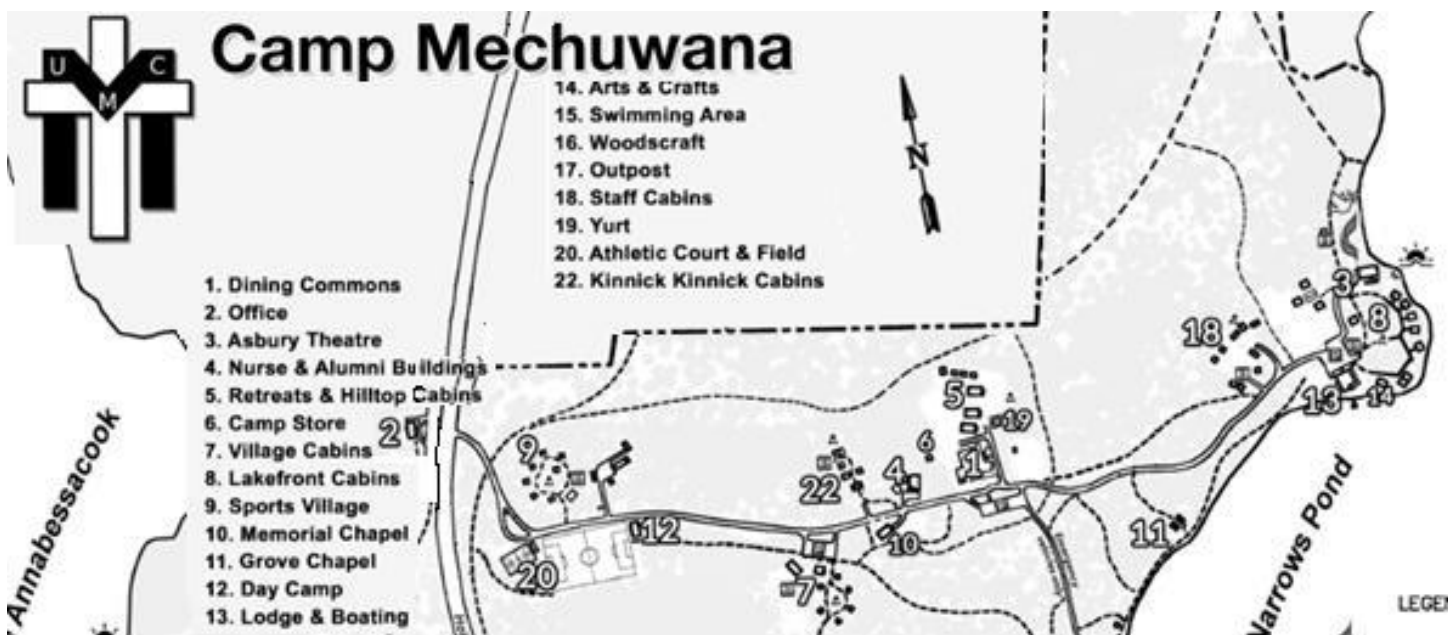 U C
M
Camp Mechuwana
14. Arts & Crafts
15. Swimming Area
16. Woodscraft
17. Outpost
18. Staff Cabins
19. Yurt
20. Athletic Court & Field
22. Kinnick Kinnick Cabins
N
1. Dining Commons
2. Office
3. Asbury Theatre
4. Nurse & Alumni Buildings
5. Retreats & Hilltop Cabins
6. Camp Store
7. Village Cabins
8. Lakefront Cabins
9. Sports Village
10. Memorial Chapel
11. Grove Chapel
12. Day Camp
13. Lodge & Boating
Annabessacook
3
8
18
13
14
5
19
6
1
2
9
4
22
10
12
11
20
7
Narrows Pond
LEGEN